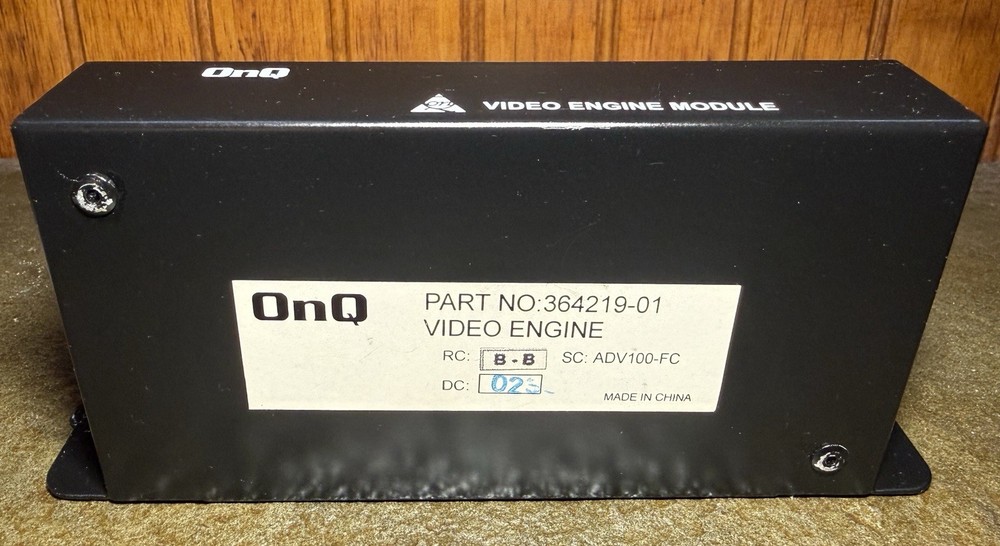 OnQ
VIDEO ENGINE MODULE
OnQ
PART NO:364219-01
VIDEO ENGINE
RC: B-B SC: ADV100-FC
DC:
MADE IN CHINA